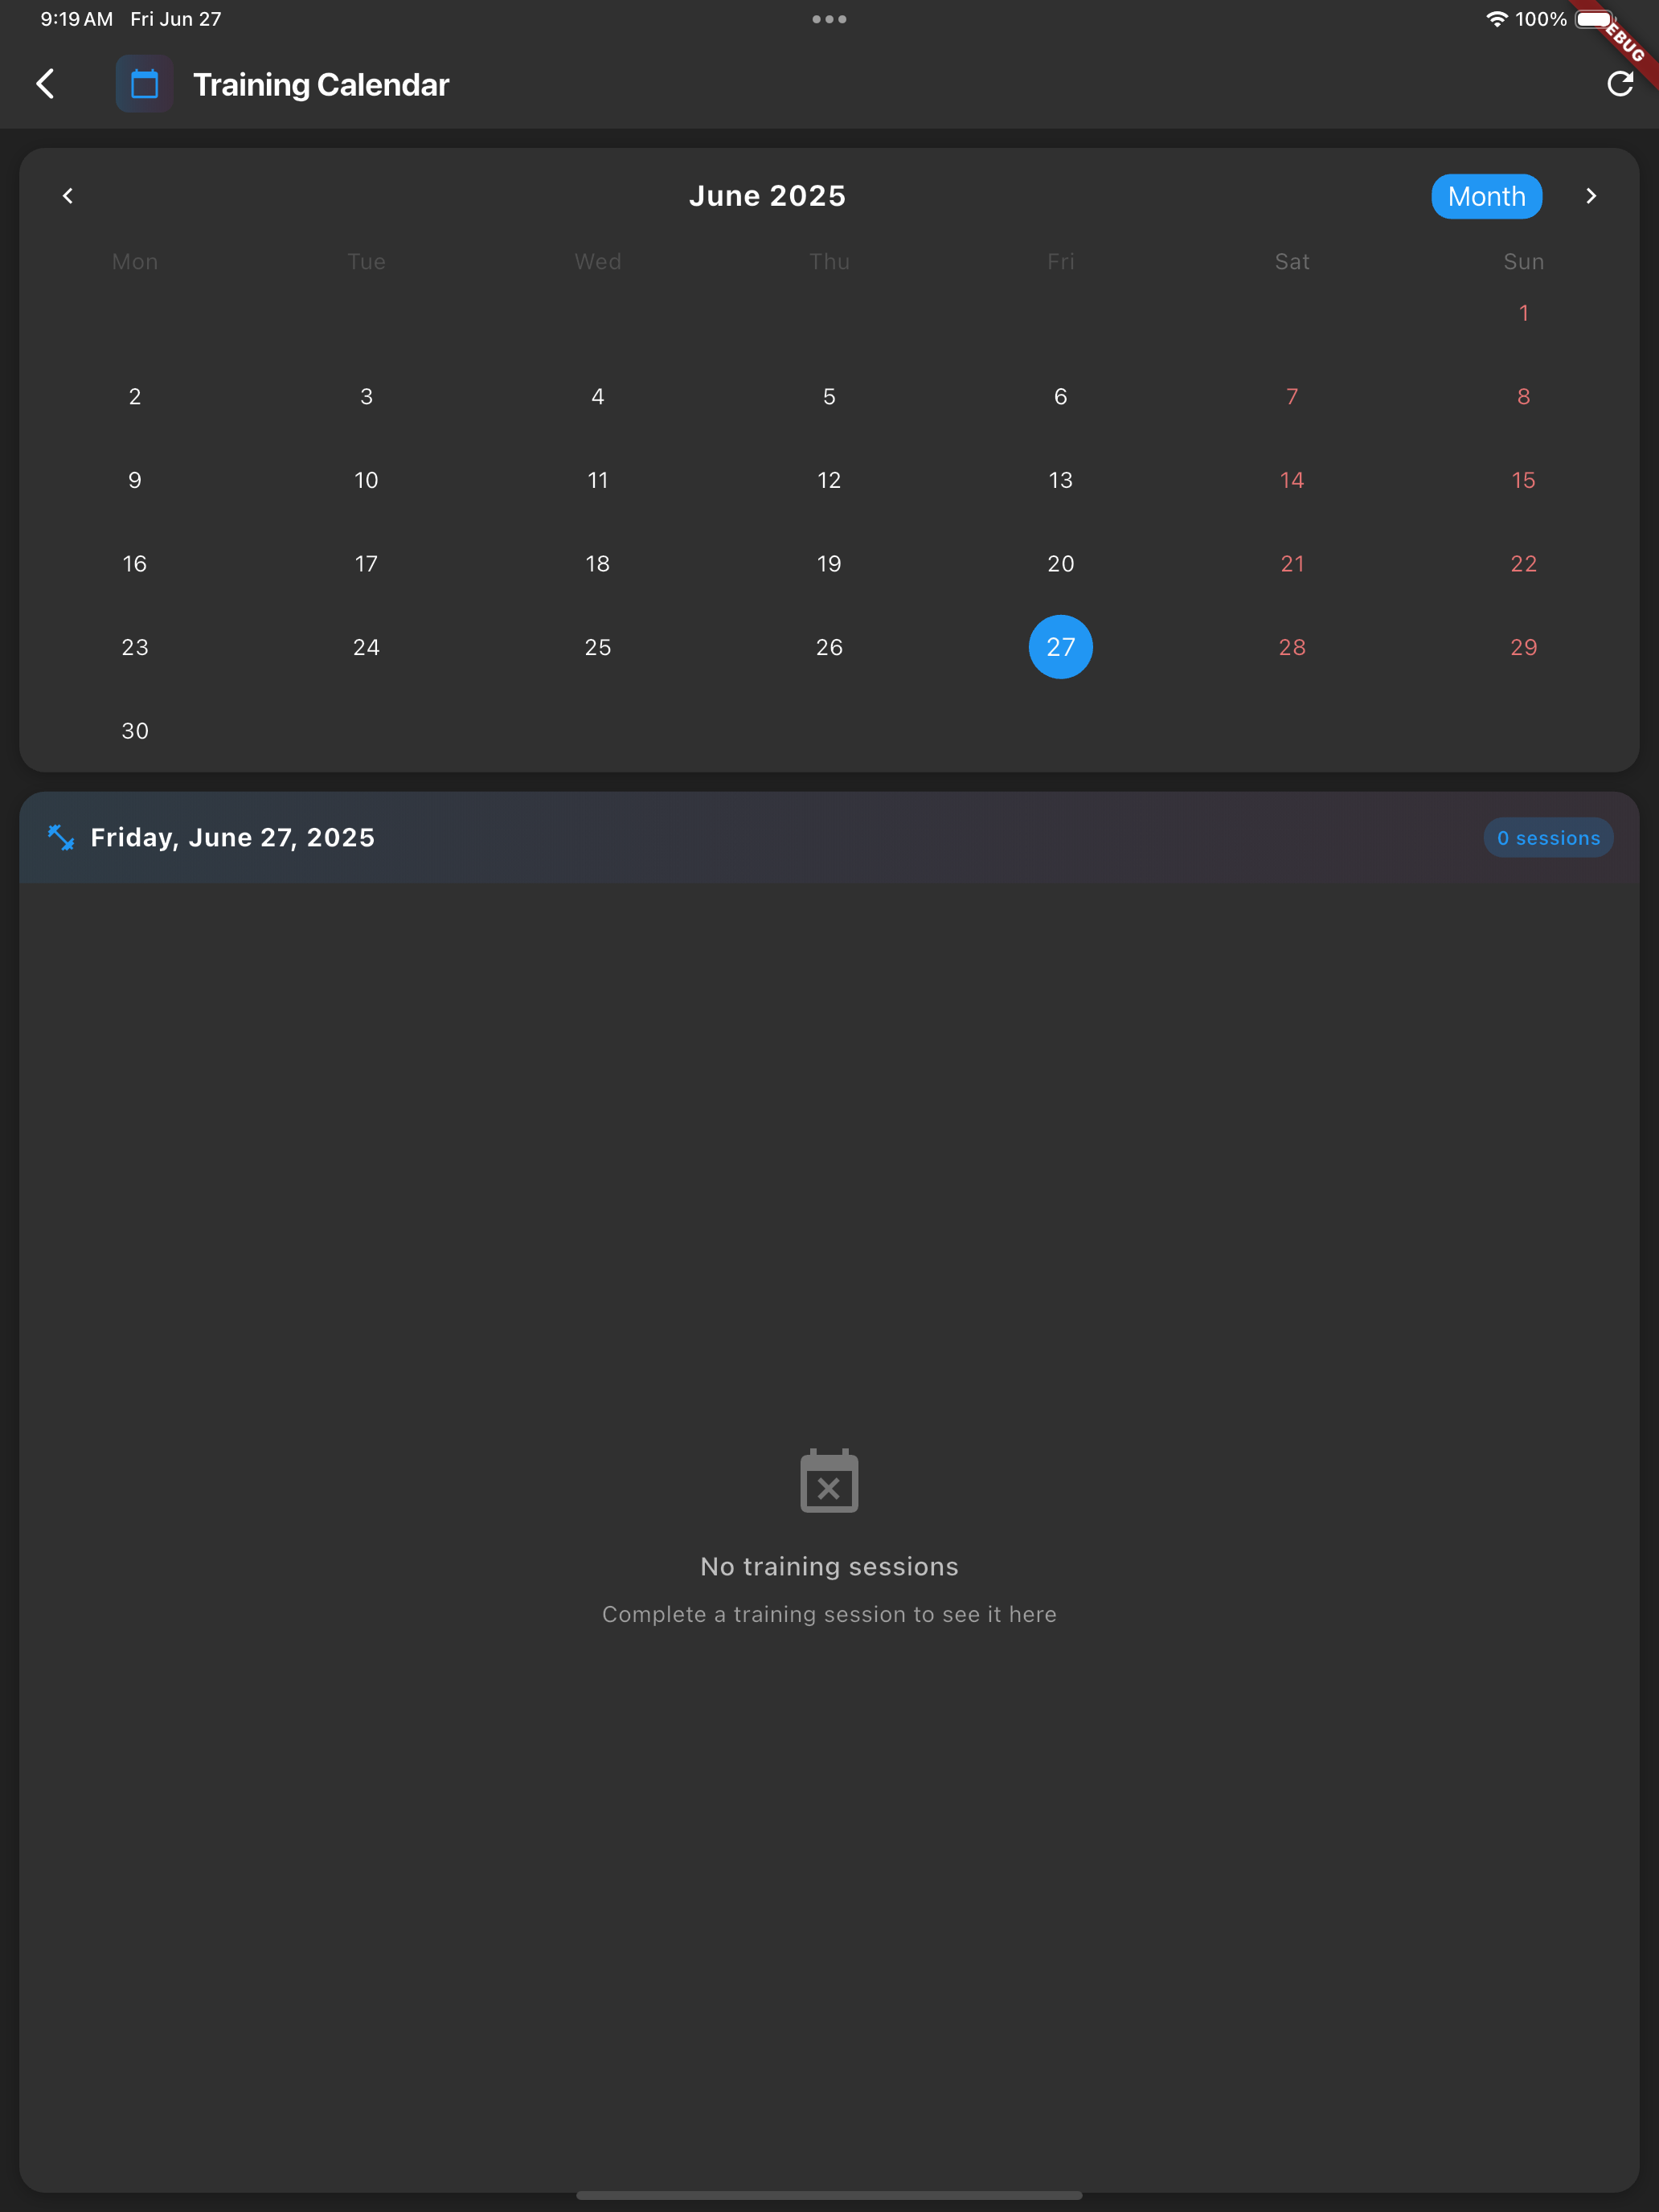 9:19 AM Fri Jun 27
100%
EBUG
Training Calendar
June 2025
Month
Mon Tue Wed Thu Fri Sat Sun
1
2 3 4 5 6 7 8
9 10 11 12 13 14 15
16 17 18 19 20 21 22
23 24 25 26 27 28 29
30
Friday, June 27, 2025
0 sessions
No training sessions
Complete a training session to see it here